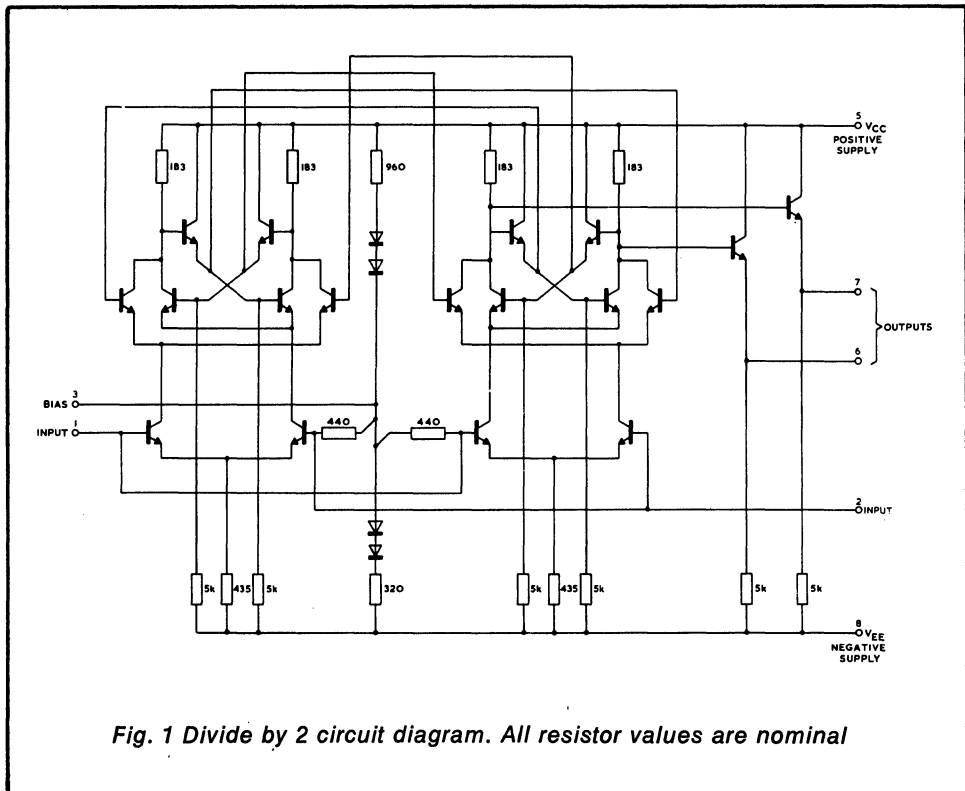 5
VCC
POSITIVE
SUPPLY
183
183
960
183
183
7
OUTPUTS
6
BIAS 3
1
INPUT
440
440
2
INPUT
5k
435
5k
320
5k
435
5k
5k
5k
8
VEE
NEGATIVE
SUPPLY
Fig. 1 Divide by 2 circuit diagram. All resistor values are nominal